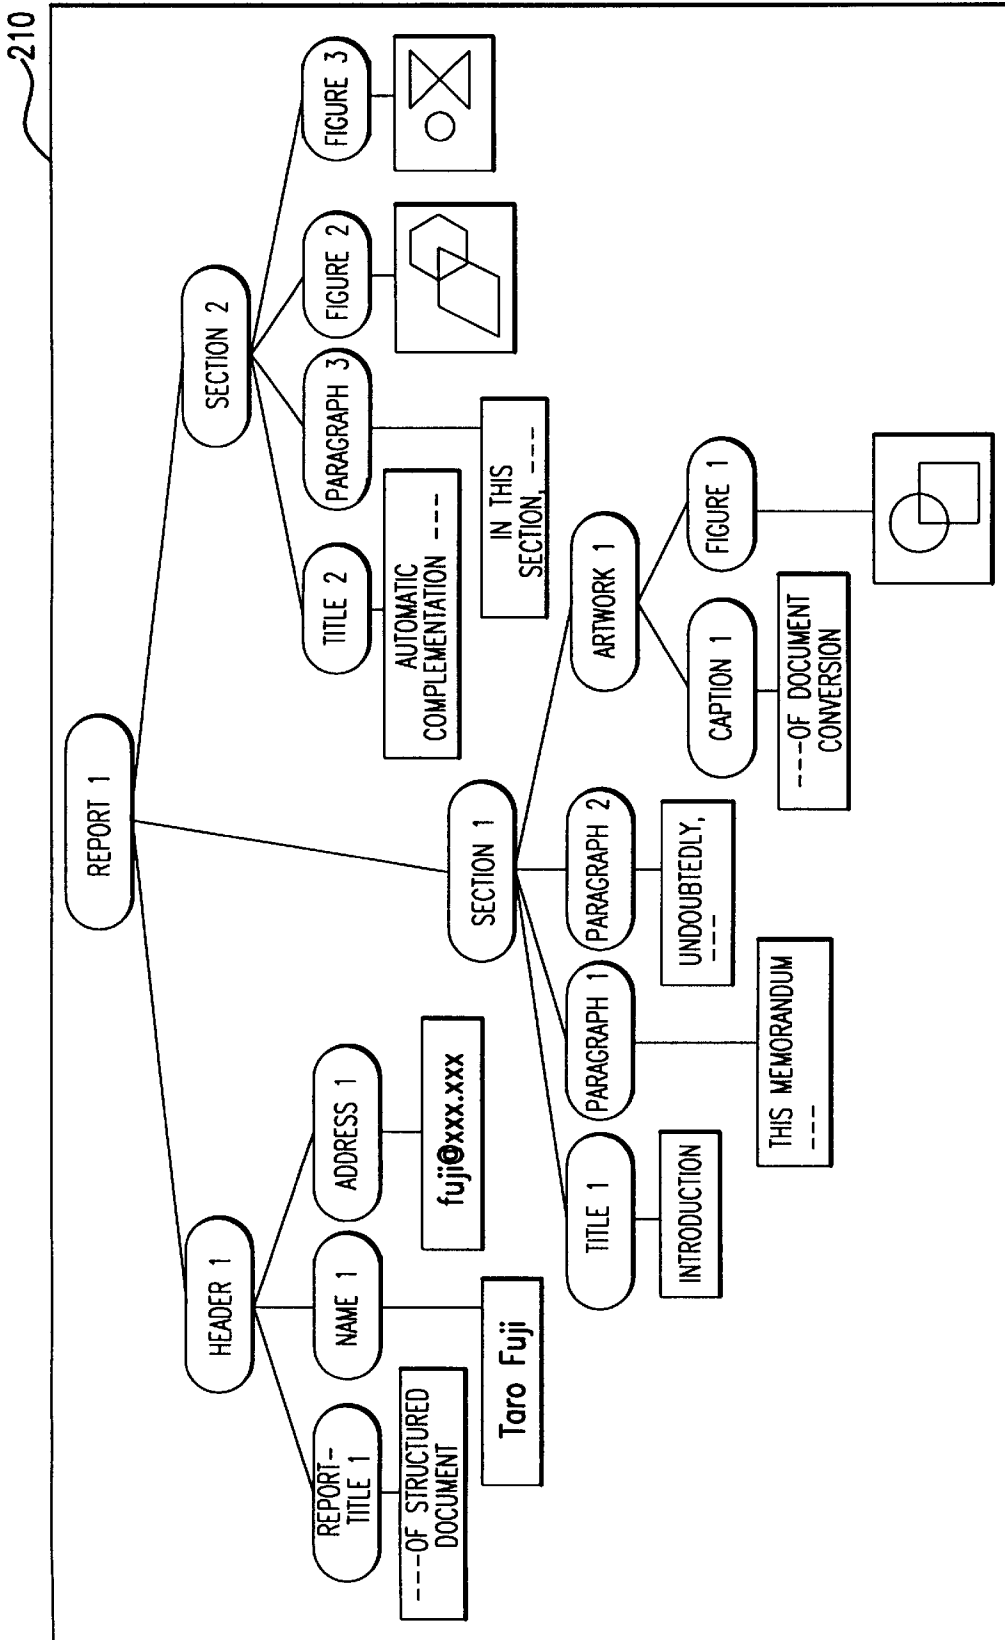 210
REPORT 1
HEADER 1
SECTION 2
REPORT-
TITLE 1
NAME 1
ADDRESS 1
---OF STRUCTURED
DOCUMENT
Taro Fuji
fuji@xxx.xxx
SECTION 1
TITLE 1
PARAGRAPH 1
PARAGRAPH 2
ARTWORK 1
INTRODUCTION
THIS MEMORANDUM
---
UNDOUBTEDLY,
---
CAPTION 1
FIGURE 1
---OF DOCUMENT
CONVERSION
TITLE 2
PARAGRAPH 3
FIGURE 2
FIGURE 3
AUTOMATIC
COMPLEMENTATION ---
IN THIS
SECTION, ---